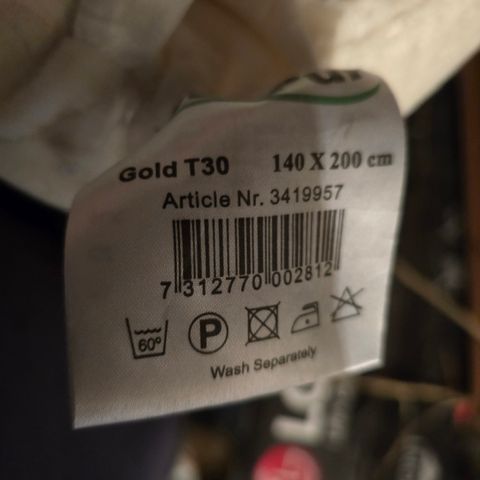 Gold T30 140 X 200 cm
Article Nr. 3419957
7 312770 002812
60°
P
Wash Separately